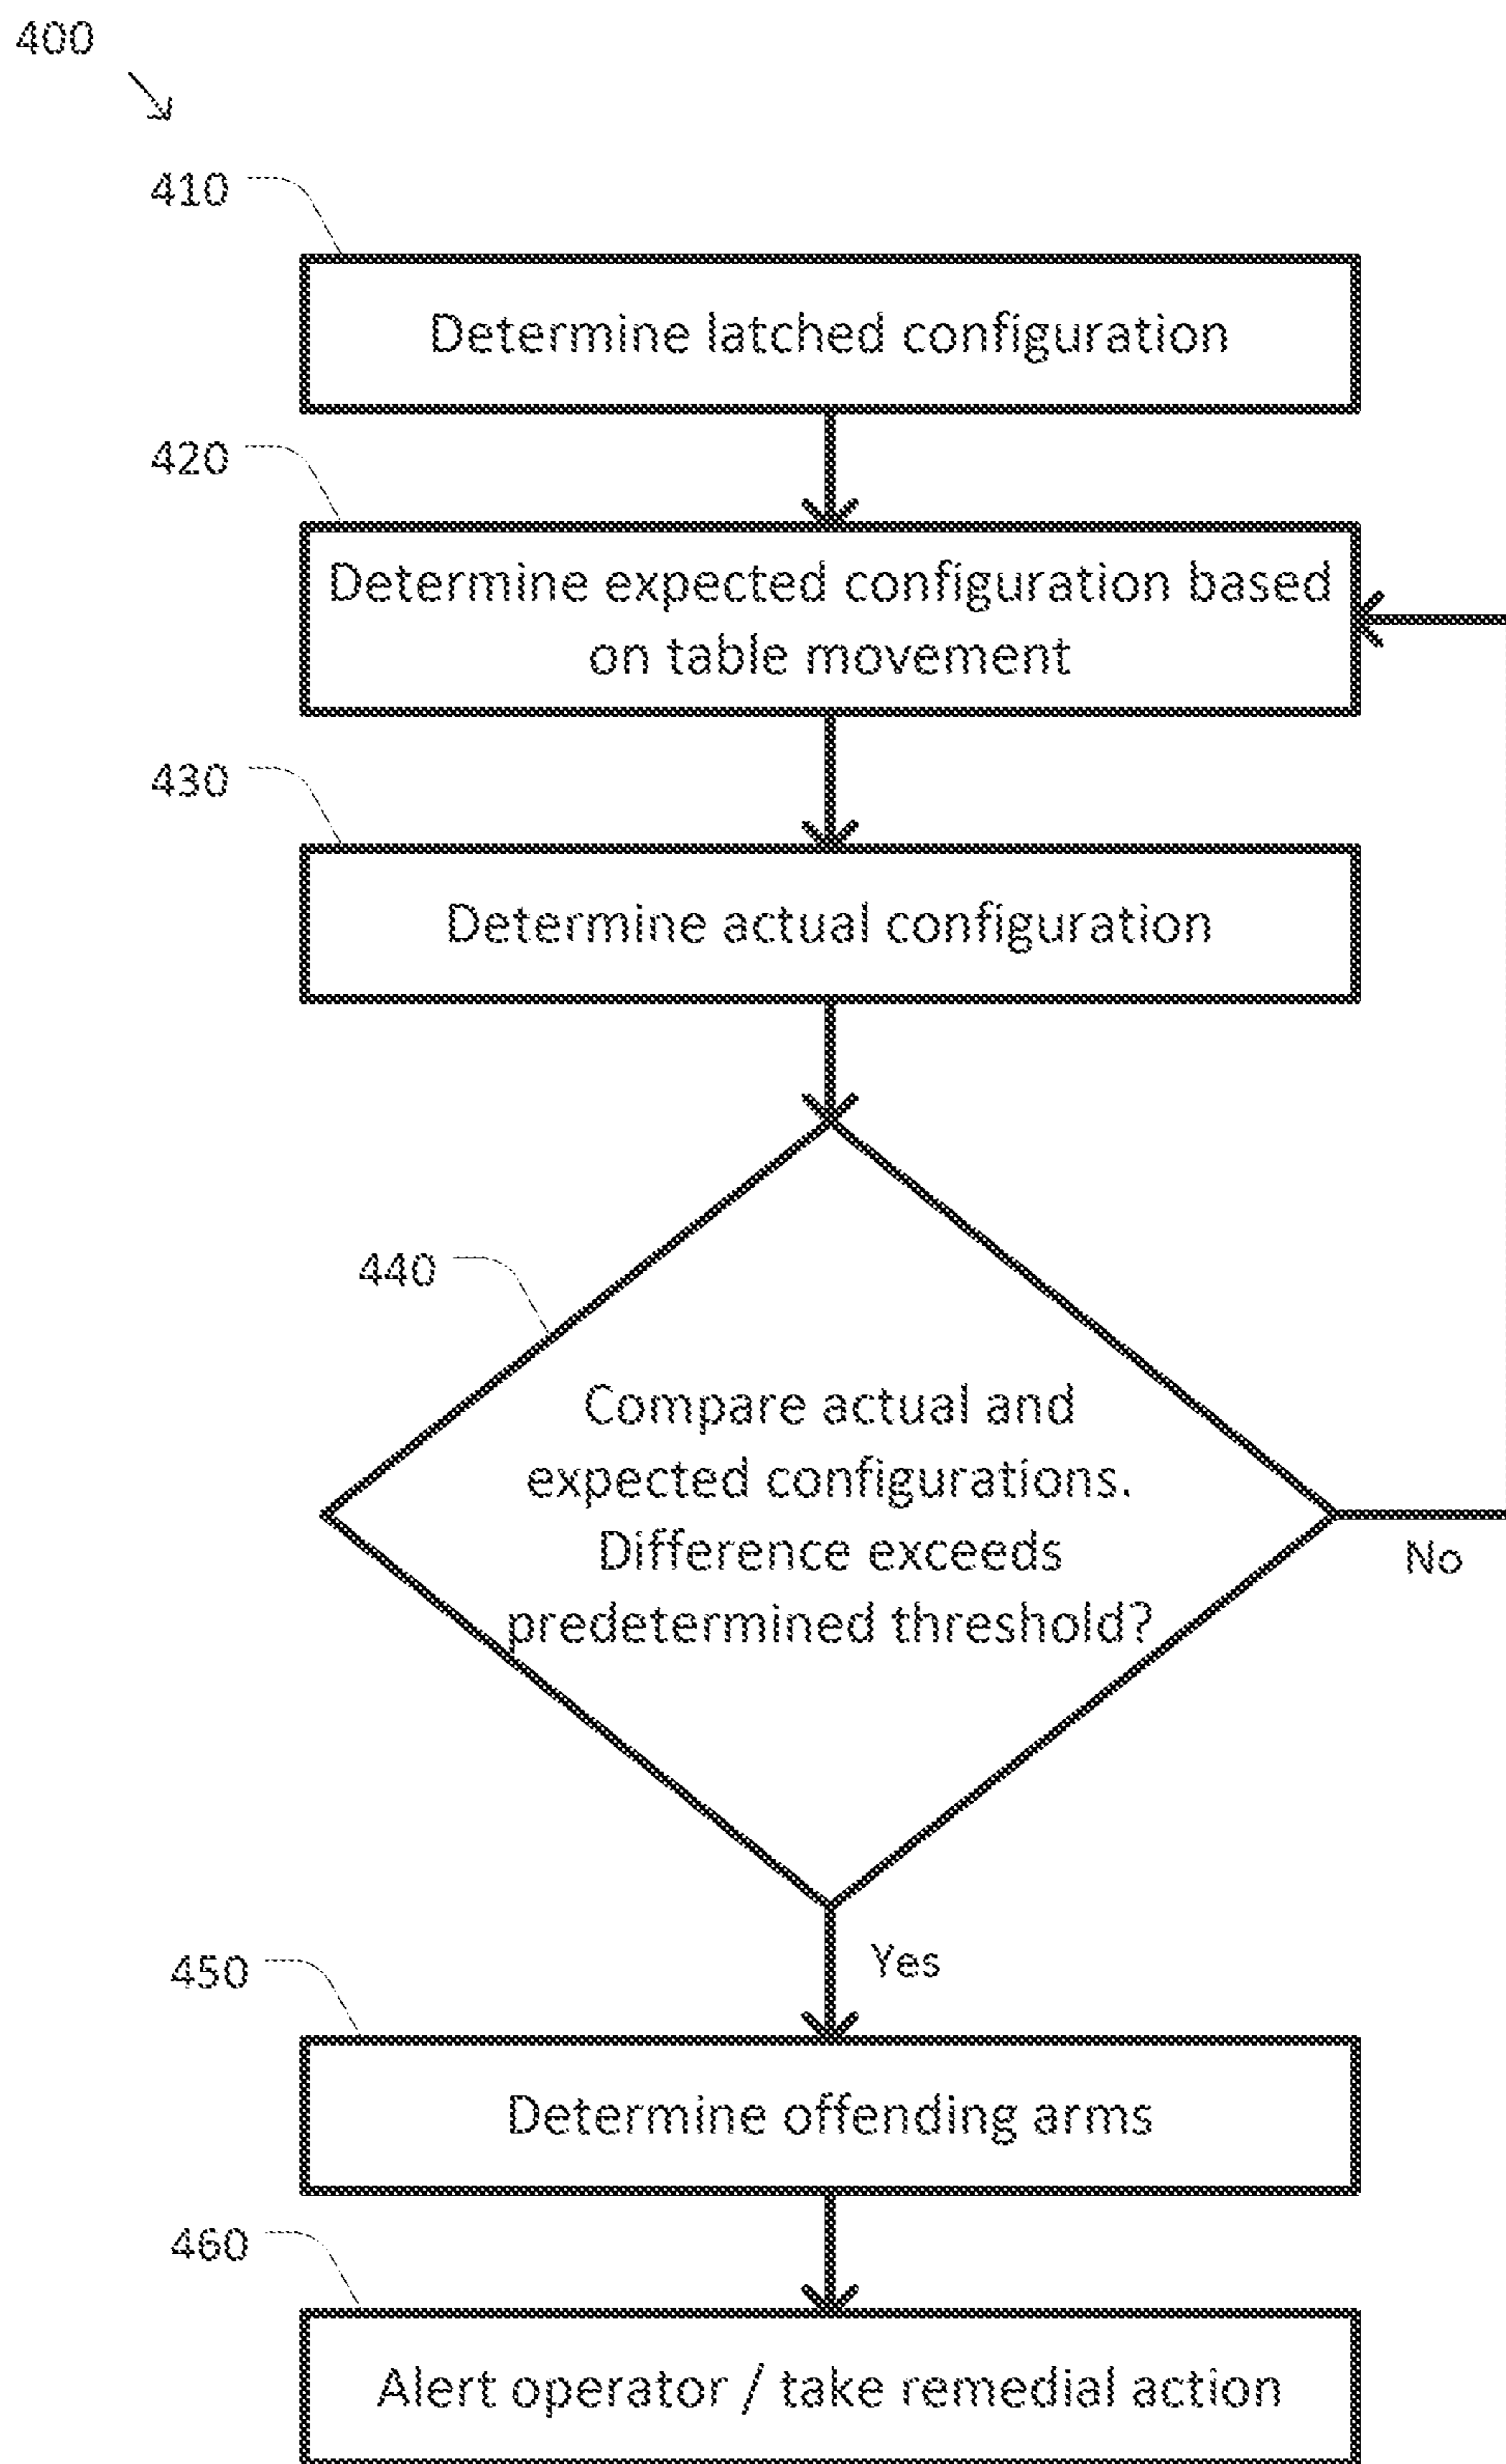 400
410
Determine latched configuration
420
Determine expected configuration based
on table movement
430
Determine actual configuration
440
Compare actual and
expected configurations.
Difference exceeds
predetermined threshold?
No
Yes
450
Determine offending arms
460
Alert operator / take remedial action